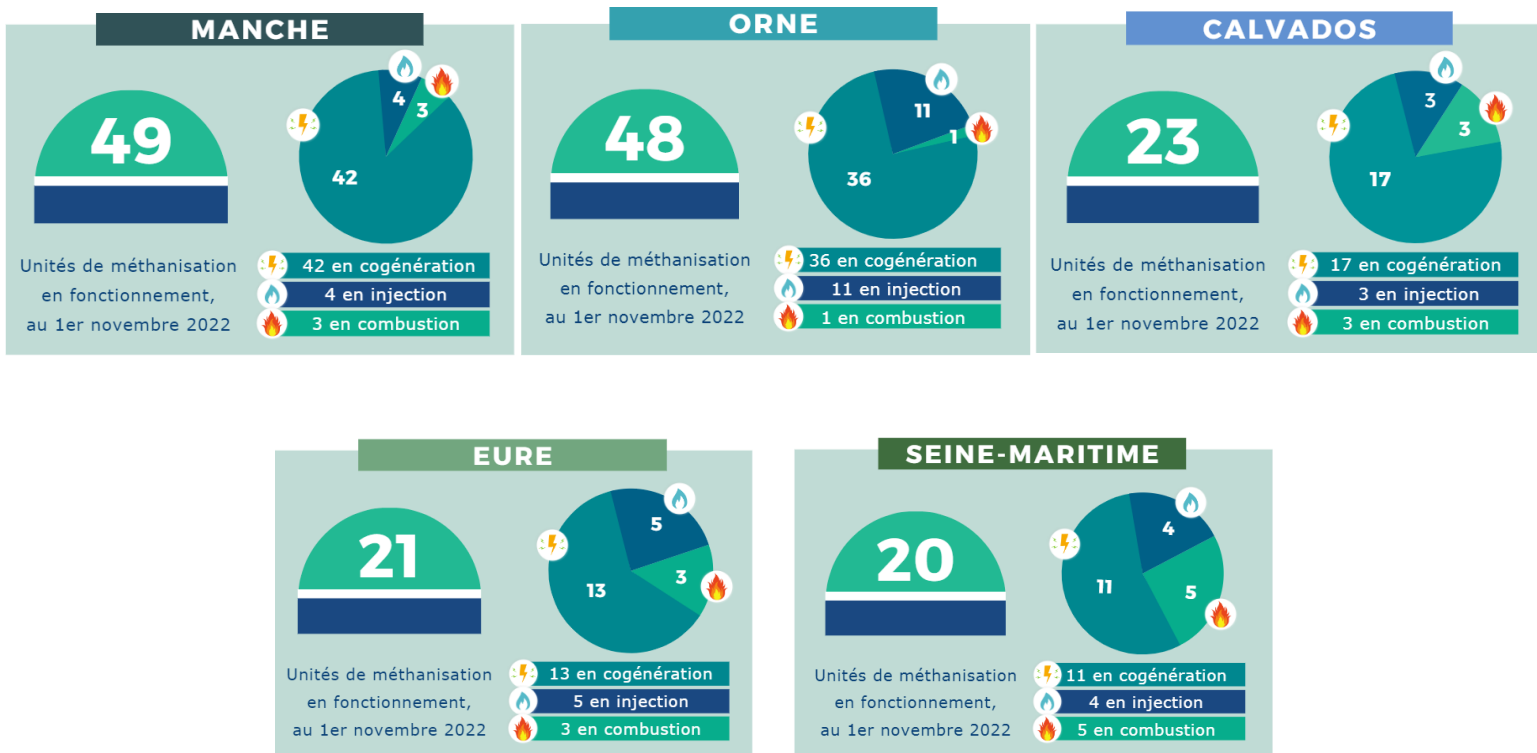 MANCHE
49
4
3
42
Unités de méthanisation
en fonctionnement,
au 1er novembre 2022
42 en cogénération
4 en injection
3 en combustion
ORNE
48
11
1
36
Unités de méthanisation
en fonctionnement,
au 1er novembre 2022
36 en cogénération
11 en injection
1 en combustion
CALVADOS
23
3
3
17
Unités de méthanisation
en fonctionnement,
au 1er novembre 2022
17 en cogénération
3 en injection
3 en combustion
EURE
21
5
3
13
Unités de méthanisation
en fonctionnement,
au 1er novembre 2022
13 en cogénération
5 en injection
3 en combustion
SEINE-MARITIME
20
4
11
5
Unités de méthanisation
en fonctionnement,
au 1er novembre 2022
11 en cogénération
4 en injection
5 en combustion